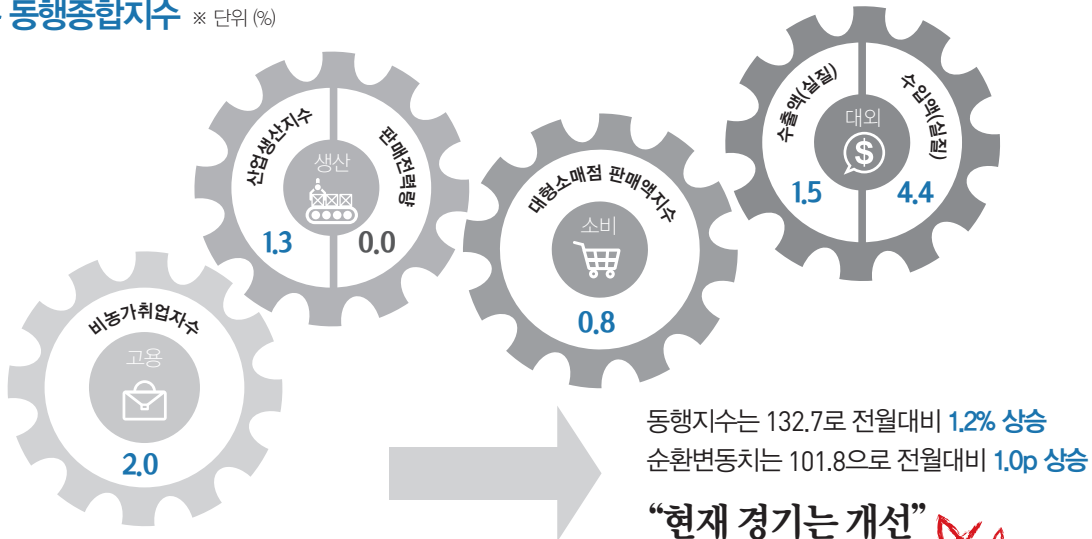 동행종합지수 ※ 단위 (%)
산업생산지수
판매전력량
생산
1.3
0.0
대형소매점 판매액지수
소비
0.8
수출액(실질)
수입액(실질)
대외
$
1.5
4.4
비농가취업자수
고용
2.0
동행지수는 132.7로 전월대비 1.2% 상승
순환변동치는 101.8으로 전월대비 1.0p 상승
“현재 경기는 개선”